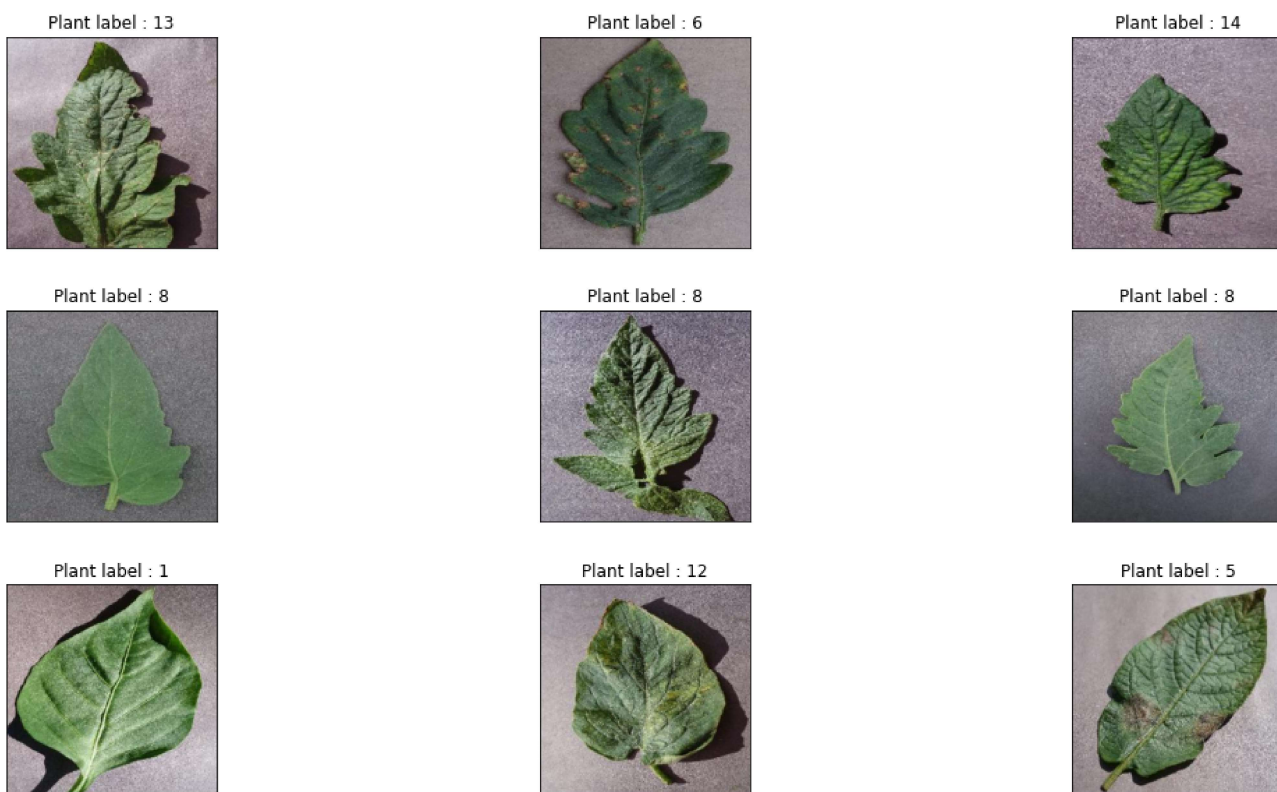 Plant label : 13
Plant label : 6
Plant label : 14
Plant label : 8
Plant label : 8
Plant label : 8
Plant label : 1
Plant label : 12
Plant label : 5